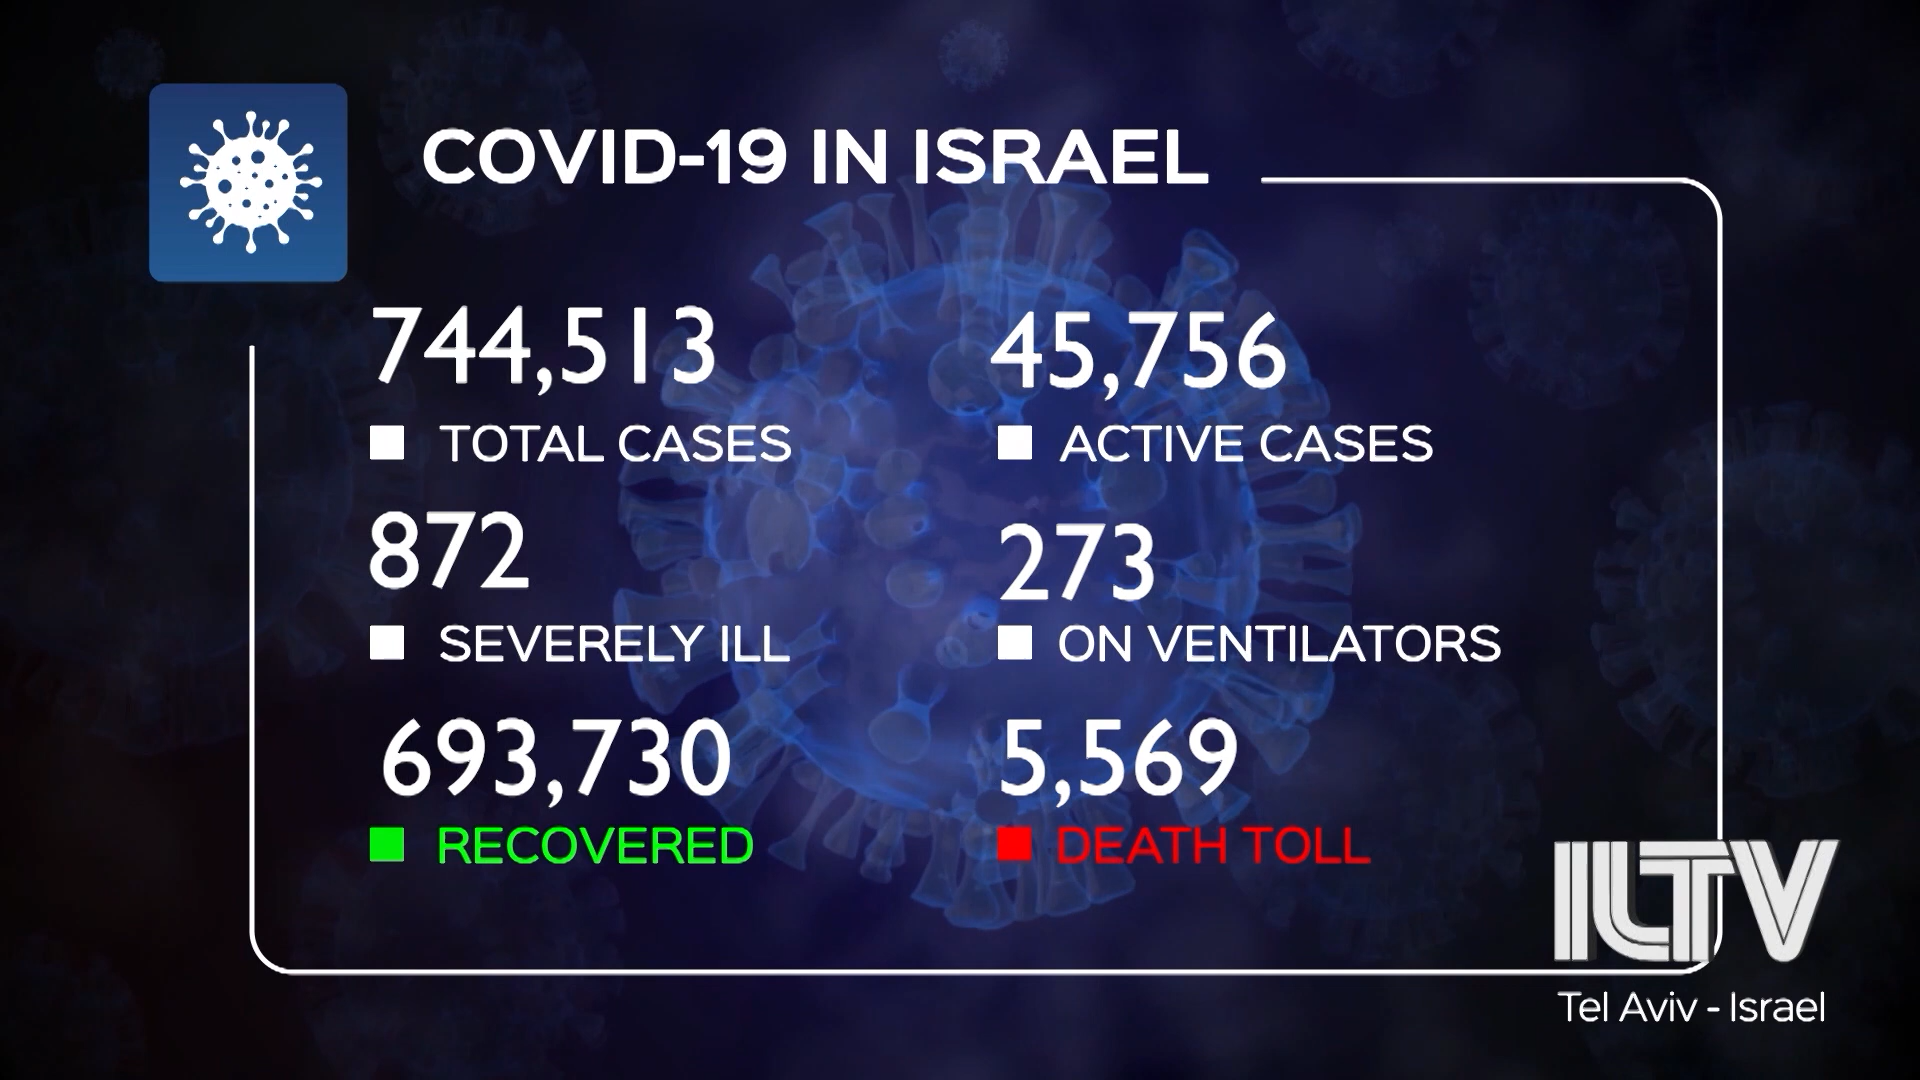 COVID-19 IN ISRAEL
744,513
TOTAL CASES
45,756
ACTIVE CASES
872
SEVERELY ILL
273
ON VENTILATORS
693,730
RECOVERED
5,569
DEATH TOLL
ILTV
Tel Aviv - Israel